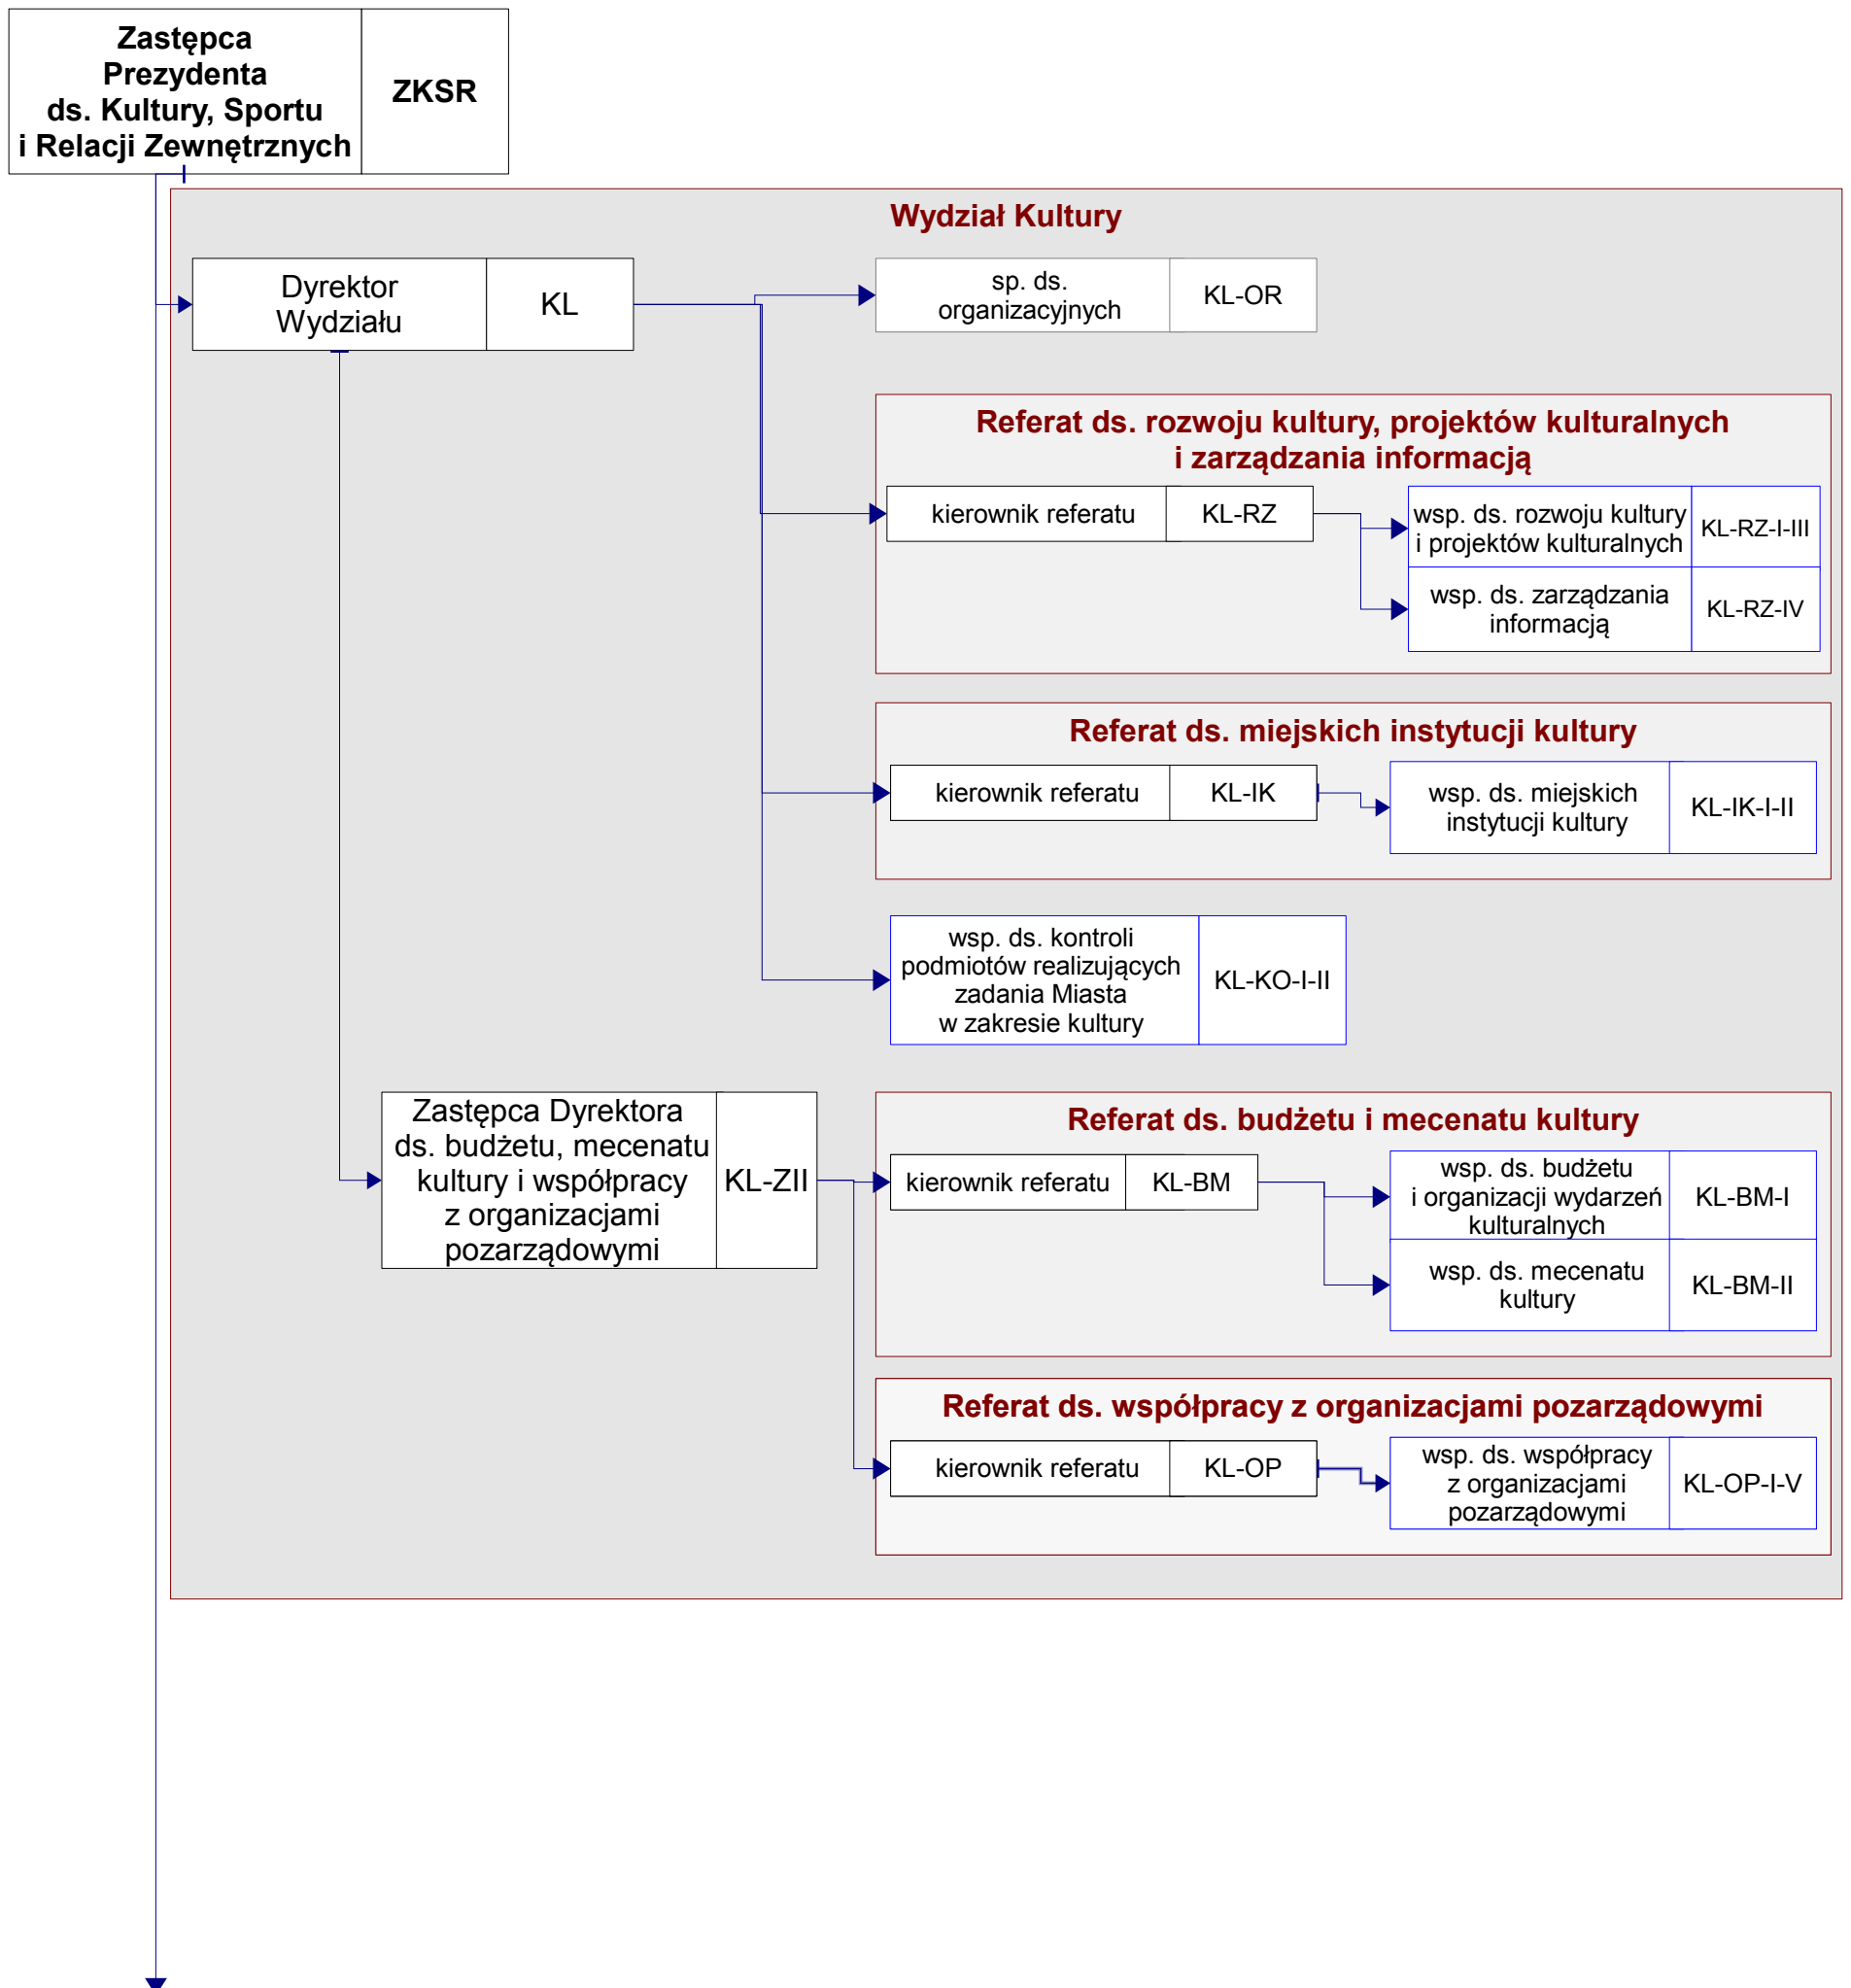 Zastępca
Prezydenta
ds. Kultury, Sportu
i Relacji Zewnętrznych
ZKSR
Wydział Kultury
Dyrektor
Wydziału
KL
sp. ds.
organizacyjnych
KL-OR
Referat ds. rozwoju kultury, projektów kulturalnych
i zarządzania informacją
kierownik referatu
KL-RZ
wsp. ds. rozwoju kultury
i projektów kulturalnych
KL-RZ-I-III
wsp. ds. zarządzania
informacją
KL-RZ-IV
Referat ds. miejskich instytucji kultury
kierownik referatu
KL-IK
wsp. ds. miejskich
instytucji kultury
KL-IK-I-II
wsp. ds. kontroli
podmiotów realizujących
zadania Miasta
w zakresie kultury
KL-KO-I-II
Zastępca Dyrektora
ds. budżetu, mecenatu
kultury i współpracy
z organizacjami
pozarządowymi
KL-ZII
Referat ds. budżetu i mecenatu kultury
kierownik referatu
KL-BM
wsp. ds. budżetu
i organizacji wydarzeń
kulturalnych
KL-BM-I
wsp. ds. mecenatu
kultury
KL-BM-II
Referat ds. współpracy z organizacjami pozarządowymi
kierownik referatu
KL-OP
wsp. ds. współpracy
z organizacjami
pozarządowymi
KL-OP-I-V